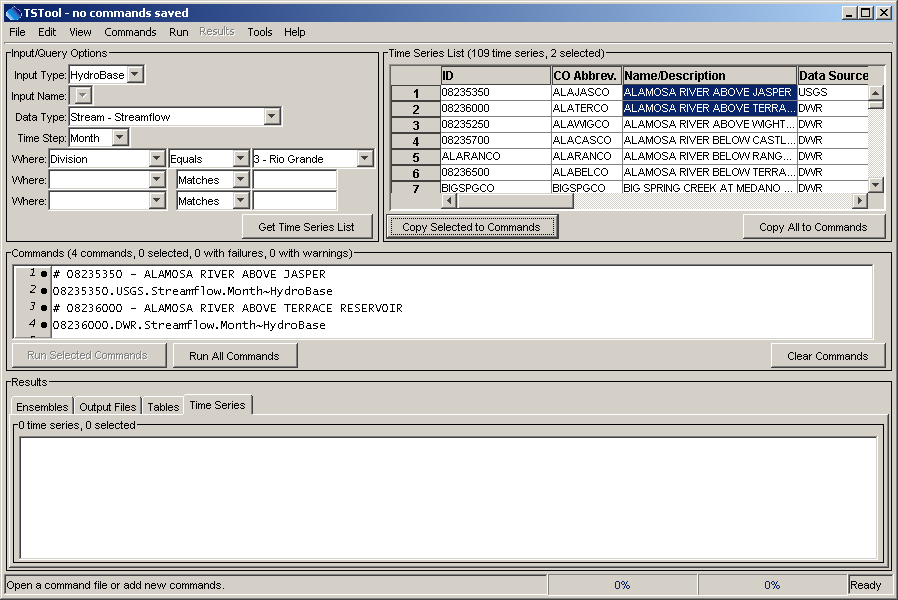 TSTool - no commands saved
File Edit View Commands Run Results Tools Help
Input/Query Options
Input Type: HydroBase
Input Name:
Data Type: Stream - Streamflow
Time Step: Month
Where: Division Equals 3 - Rio Grande
Where: Matches
Where: Matches
Get Time Series List
Time Series List (109 time series, 2 selected)
ID CO Abbrev. Name/Description Data Source
1 08235350 ALAJASCO ALAMOSA RIVER ABOVE JASPER USGS
2 08236000 ALATERCO ALAMOSA RIVER ABOVE TERRA... DWR
3 08235250 ALAWIGCO ALAMOSA RIVER ABOVE WIGHT... DWR
4 08235700 ALACASCO ALAMOSA RIVER BELOW CASTL... DWR
5 ALARANCO ALARANCO ALAMOSA RIVER BELOW RANG... DWR
6 08236500 ALABELCO ALAMOSA RIVER BELOW TERRA... DWR
7 BIGSPGCO BIGSPGCO BIG SPRING CREEK AT MEDANO ... DWR
Copy Selected to Commands Copy All to Commands
Commands (4 commands, 0 selected, 0 with failures, 0 with warnings)
1 # 08235350 - ALAMOSA RIVER ABOVE JASPER
2 08235350.USGS.Streamflow.Month~HydroBase
3 # 08236000 - ALAMOSA RIVER ABOVE TERRACE RESERVOIR
4 08236000.DWR.Streamflow.Month~HydroBase
Run Selected Commands Run All Commands Clear Commands
Results
Ensembles Output Files Tables Time Series
0 time series, 0 selected
Open a command file or add new commands. 0% 0% Ready